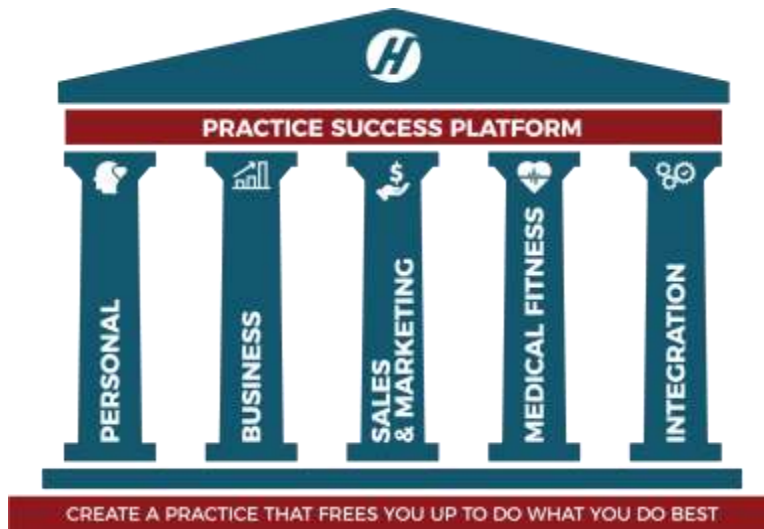 H
PRACTICE SUCCESS PLATFORM
$
PERSONAL
BUSINESS
SALES
& MARKETING
MEDICAL FITNESS
INTEGRATION
CREATE A PRACTICE THAT FREES YOU UP TO DO WHAT YOU DO BEST